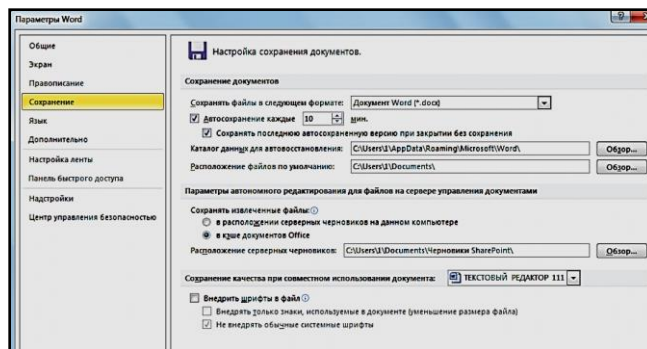 Параметры Word
Общие
Экран
Правописание
Сохранение
Язык
Дополнительно
Настройка ленты
Панель быстрого доступа
Надстройки
Центр управления безопасностью
Настройка сохранения документов.
Сохранение документов
Сохранять файлы в следующем формате: Документ Word (*.docx)
Автосохранение каждые 10 мин.
Сохранять последнюю автосохраненную версию при закрытии без сохранения
Каталог данных для автовосстановления: C:\Users\1\AppData\Roaming\Microsoft\Word\ Обзор...
Расположение файлов по умолчанию: C:\Users\1\Documents\ Обзор...
Параметры автономного редактирования для файлов на сервере управления документами
Сохранять извлеченные файлы:
в расположении серверных черновиков на данном компьютере
в кэше документов Office
Расположение серверных черновиков: C:\Users\1\Documents\Черновики SharePoint\ Обзор...
Сохранение качества при совместном использовании документа: ТЕКСТОВЫЙ РЕДАКТОР 111
Внедрить шрифты в файл
Внедрять только знаки, используемые в документе (уменьшение размера файла)
Не внедрять обычные системные шрифты